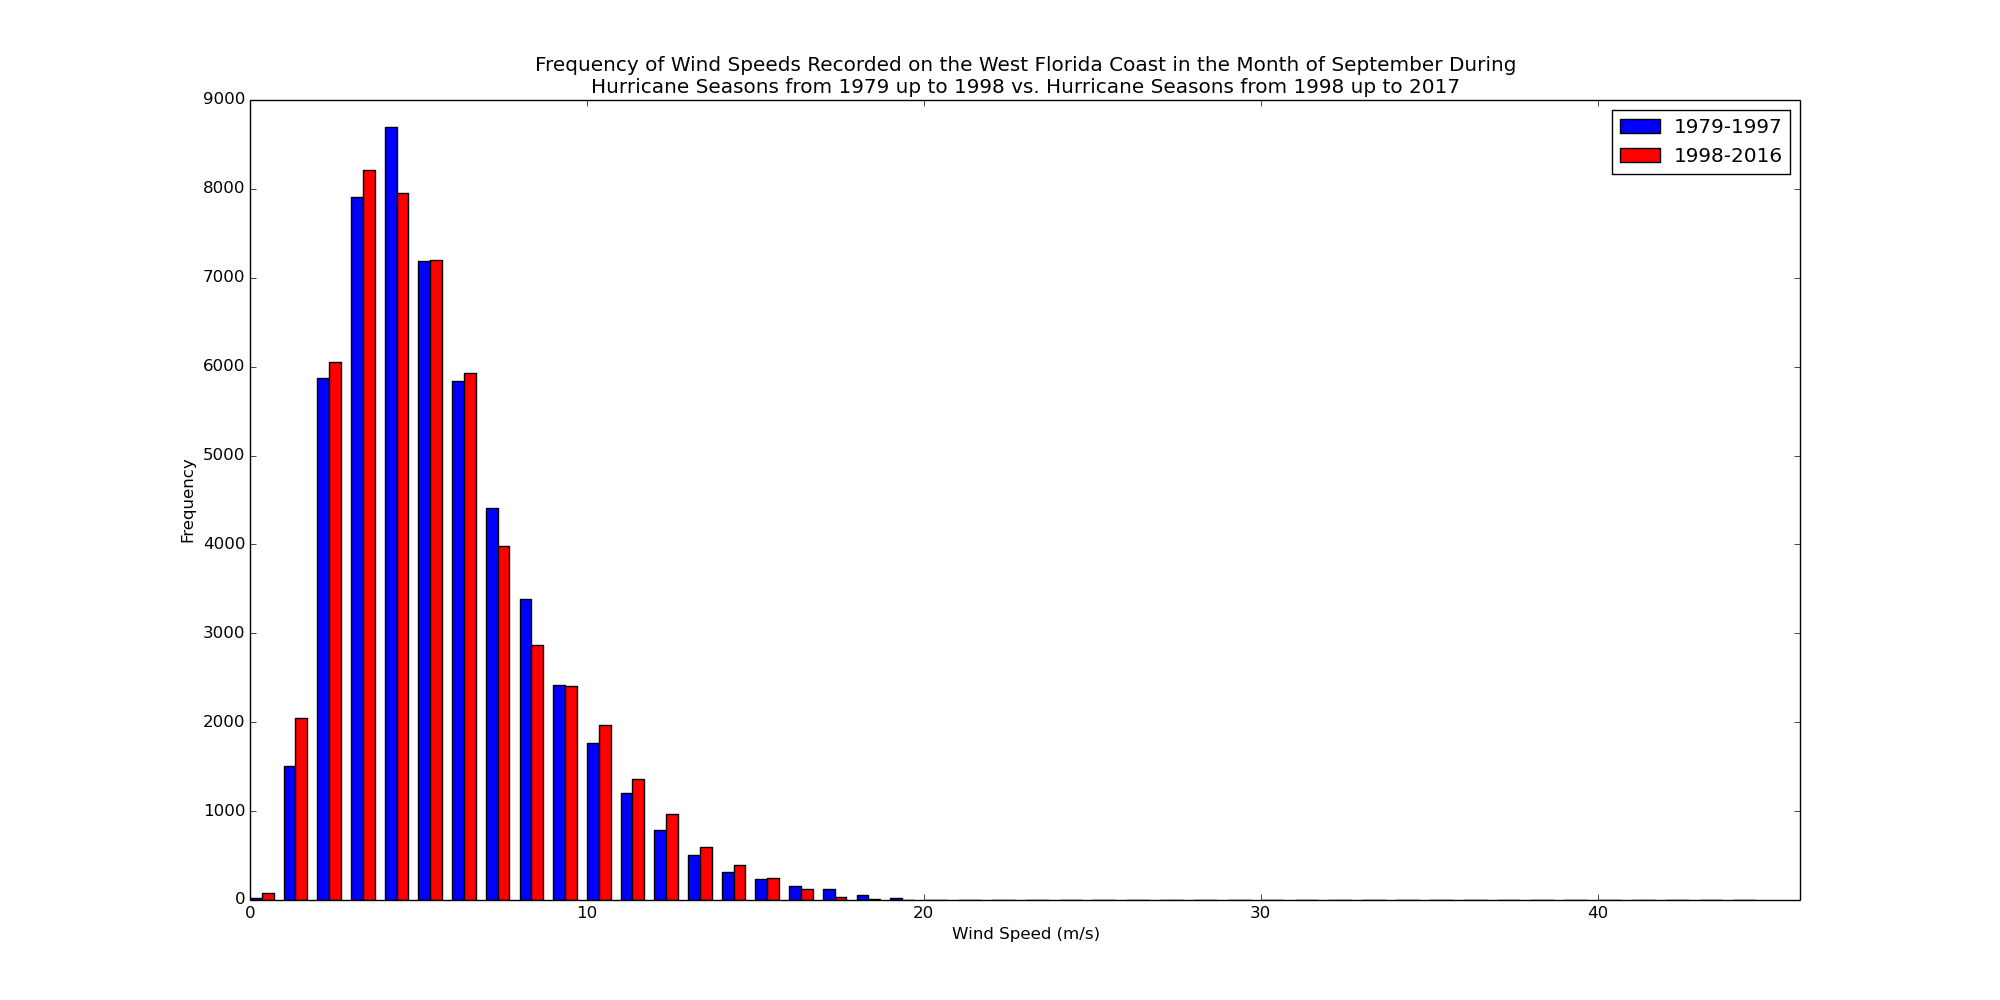 Frequency of Wind Speeds Recorded on the West Florida Coast in the Month of September During
Hurricane Seasons from 1979 up to 1998 vs. Hurricane Seasons from 1998 up to 2017
1979-1997
1998-2016
9000
8000
7000
6000
5000
4000
3000
2000
1000
0
Frequency
0 10 20 30 40
Wind Speed (m/s)